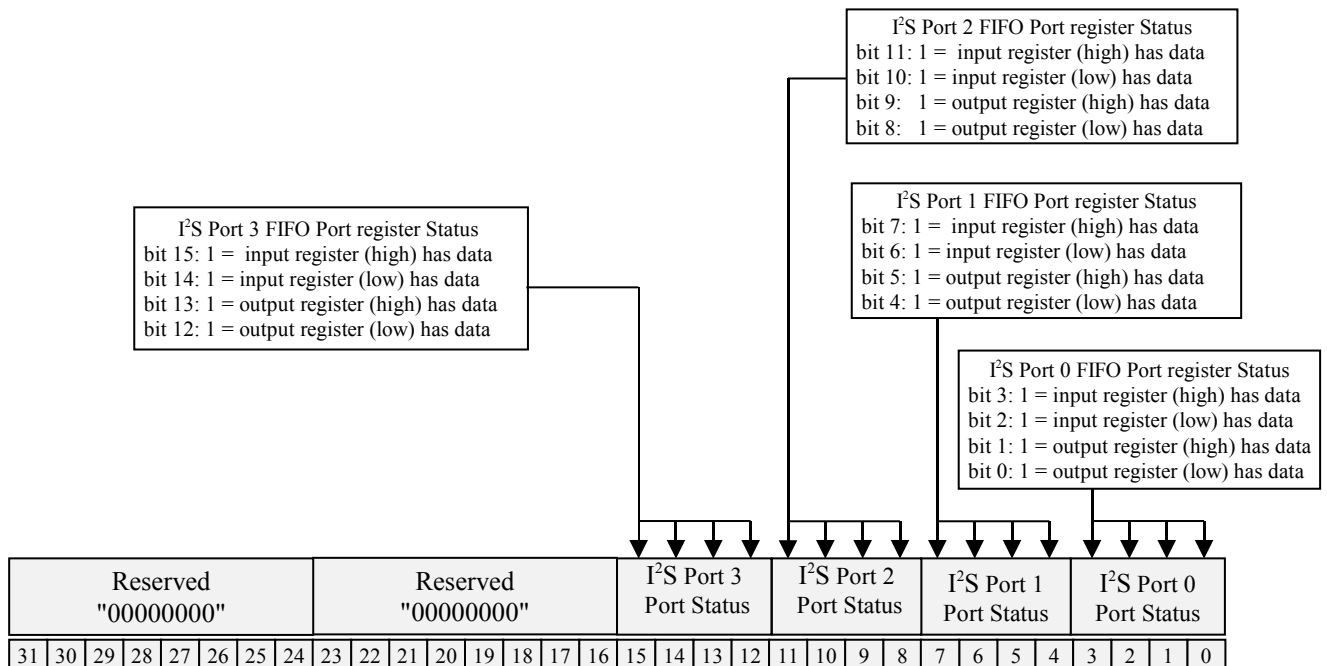 I²S Port 2 FIFO Port register Status
bit 11: 1 = input register (high) has data
bit 10: 1 = input register (low) has data
bit 9: 1 = output register (high) has data
bit 8: 1 = output register (low) has data
I²S Port 1 FIFO Port register Status
bit 7: 1 = input register (high) has data
bit 6: 1 = input register (low) has data
bit 5: 1 = output register (high) has data
bit 4: 1 = output register (low) has data
I²S Port 3 FIFO Port register Status
bit 15: 1 = input register (high) has data
bit 14: 1 = input register (low) has data
bit 13: 1 = output register (high) has data
bit 12: 1 = output register (low) has data
I²S Port 0 FIFO Port register Status
bit 3: 1 = input register (high) has data
bit 2: 1 = input register (low) has data
bit 1: 1 = output register (high) has data
bit 0: 1 = output register (low) has data
Reserved
"00000000"
Reserved
"00000000"
I²S Port 3
Port Status
I²S Port 2
Port Status
I²S Port 1
Port Status
I²S Port 0
Port Status
31 30 29 28 27 26 25 24 23 22 21 20 19 18 17 16 15 14 13 12 11 10 9 8 7 6 5 4 3 2 1 0